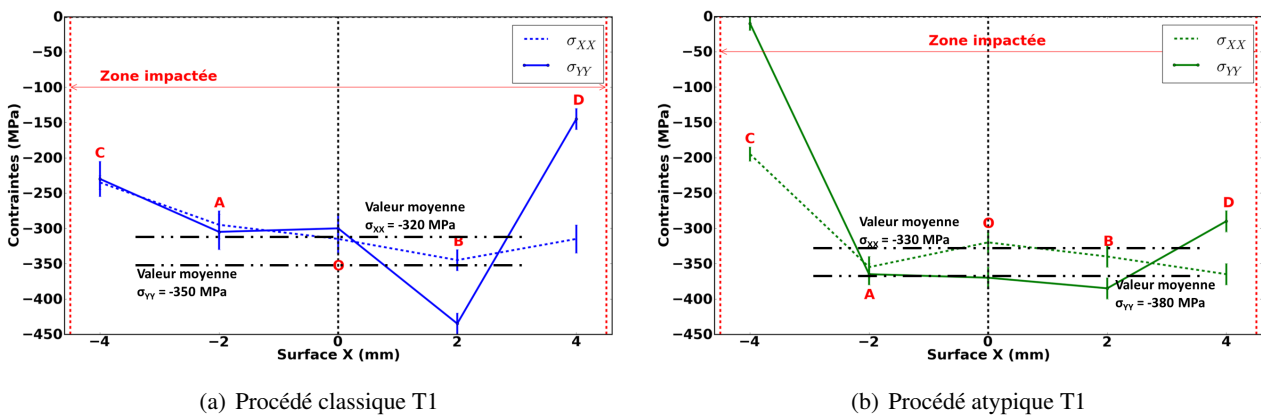 0
−50
−100
−150
−200
−250
−300
−350
−400
−450
Contraintes (MPa)
σXX
σYY
Zone impactée
C
A
O
B
D
Valeur moyenne
σXX = -320 MPa
Valeur moyenne
σYY = -350 MPa
−4
−2
0
2
4
Surface X (mm)
(a) Procédé classique T1
0
−50
−100
−150
−200
−250
−300
−350
−400
−450
Contraintes (MPa)
σXX
σYY
Zone impactée
C
A
O
B
D
Valeur moyenne
σXX = -330 MPa
Valeur moyenne
σYY = -380 MPa
−4
−2
0
2
4
Surface X (mm)
(b) Procédé atypique T1